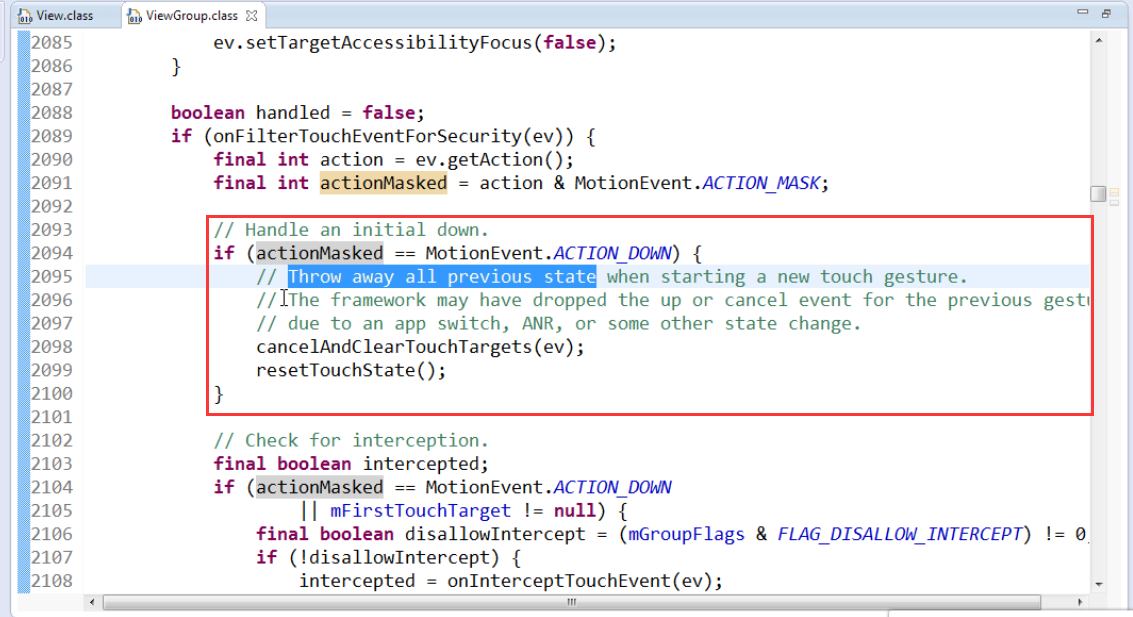 View.class ViewGroup.class
2085 ev.setTargetAccessibilityFocus(false);
2086 }
2087
2088 boolean handled = false;
2089 if (onFilterTouchEventForSecurity(ev)) {
2090 final int action = ev.getAction();
2091 final int actionMasked = action & MotionEvent.ACTION_MASK;
2092
2093 // Handle an initial down.
2094 if (actionMasked == MotionEvent.ACTION_DOWN) {
2095 // Throw away all previous state when starting a new touch gesture.
2096 // The framework may have dropped the up or cancel event for the previous gestu
2097 // due to an app switch, ANR, or some other state change.
2098 cancelAndClearTouchTargets(ev);
2099 resetTouchState();
2100 }
2101
2102 // Check for interception.
2103 final boolean intercepted;
2104 if (actionMasked == MotionEvent.ACTION_DOWN
2105 || mFirstTouchTarget != null) {
2106 final boolean disallowIntercept = (mGroupFlags & FLAG_DISALLOW_INTERCEPT) != 0
2107 if (!disallowIntercept) {
2108 intercepted = onInterceptTouchEvent(ev);